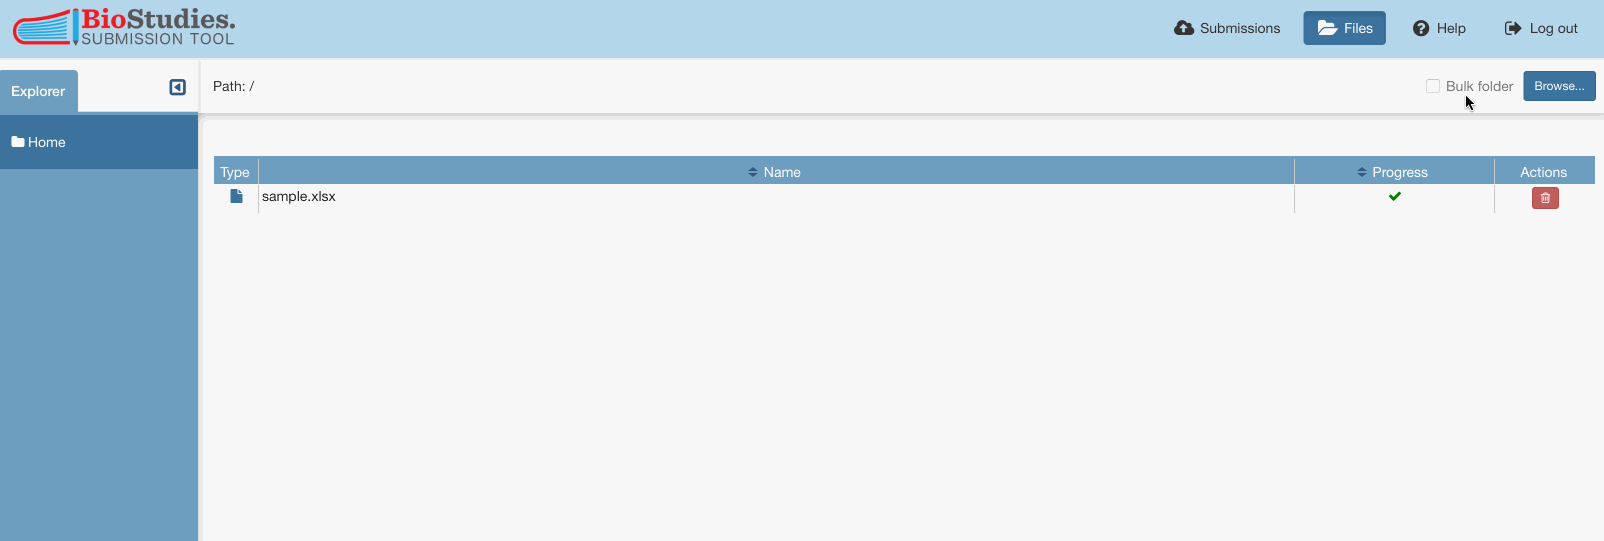 BioStudies.
SUBMISSION TOOL
Submissions
Files
Help
Log out
Explorer
Path: /
Bulk folder
Browse...
Home
Type
Name
Progress
Actions
sample.xlsx